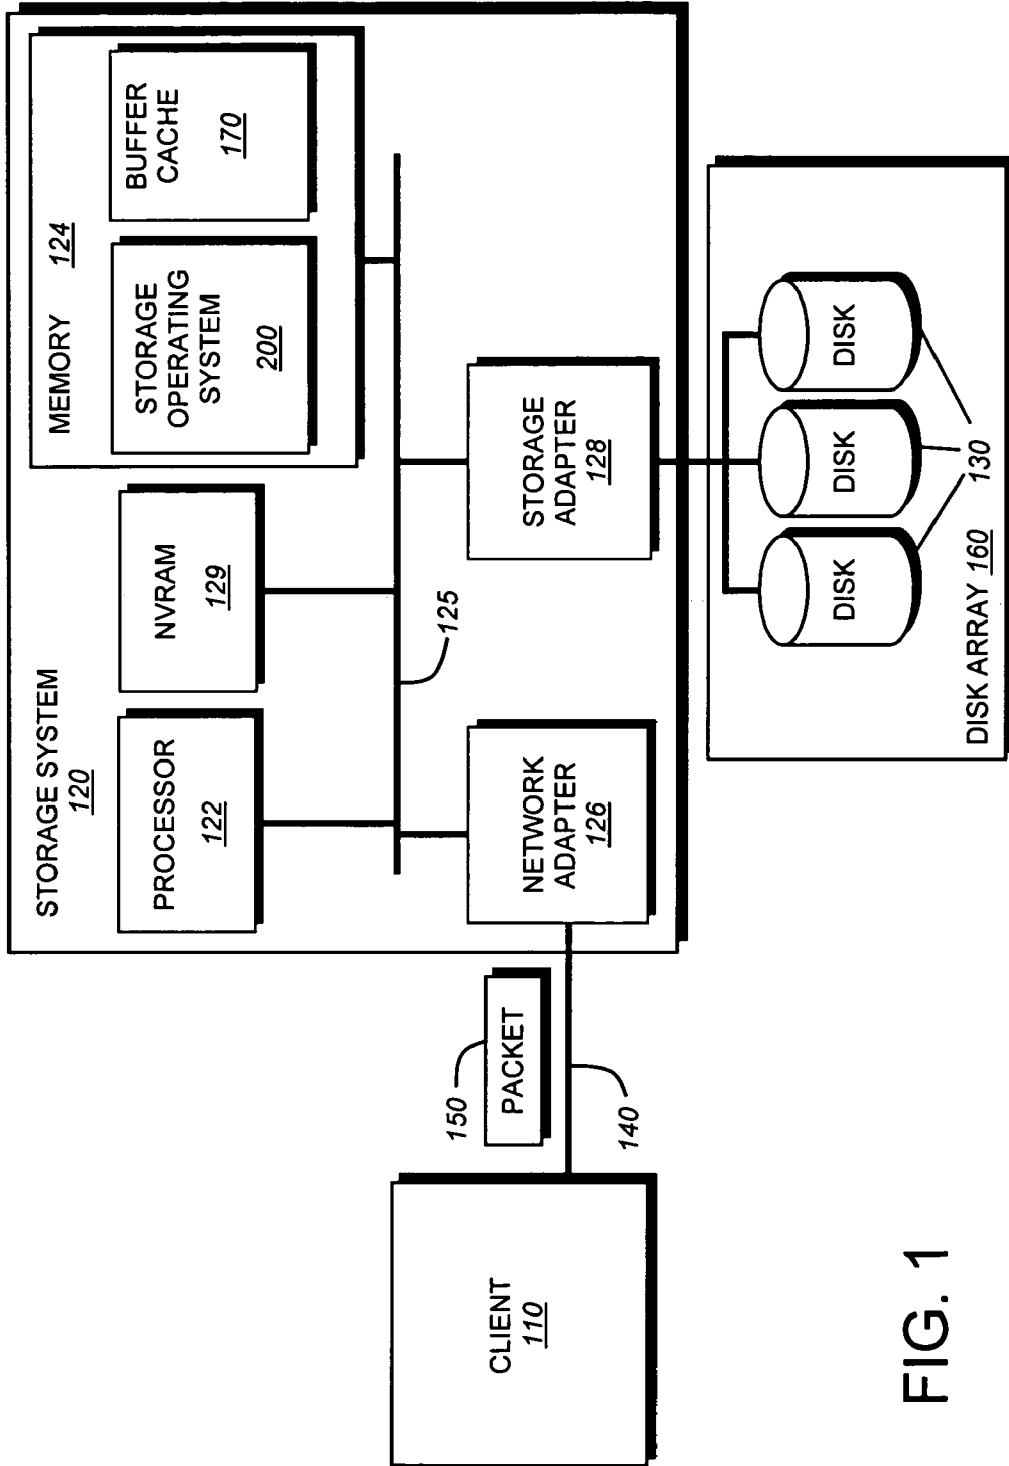 STORAGE SYSTEM
120
PROCESSOR
122
NVRAM
129
MEMORY
124
STORAGE
OPERATING
SYSTEM
200
BUFFER
CACHE
170
125
NETWORK
ADAPTER
126
STORAGE
ADAPTER
128
CLIENT
110
150
PACKET
140
DISK
DISK
DISK
130
DISK ARRAY 160
FIG. 1